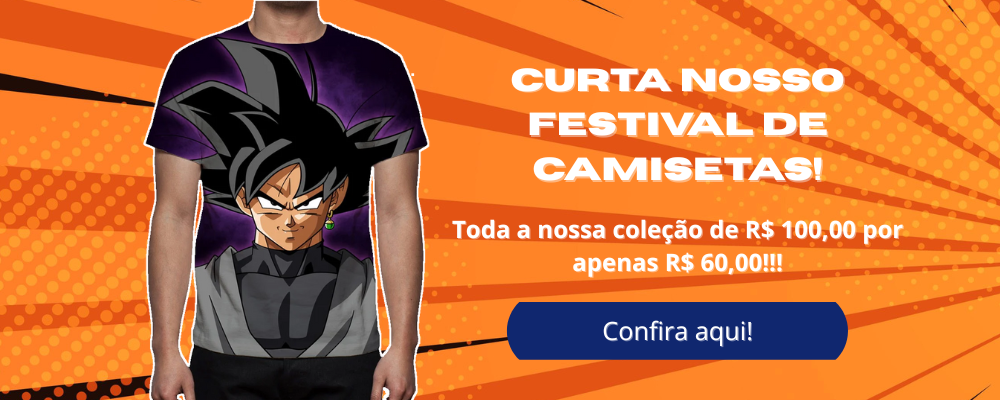 CURTA NOSSO
FESTIVAL DE
CAMISETAS!
Toda a nossa coleção de R$ 100,00 por
apenas R$ 60,00!!!
Confira aqui!